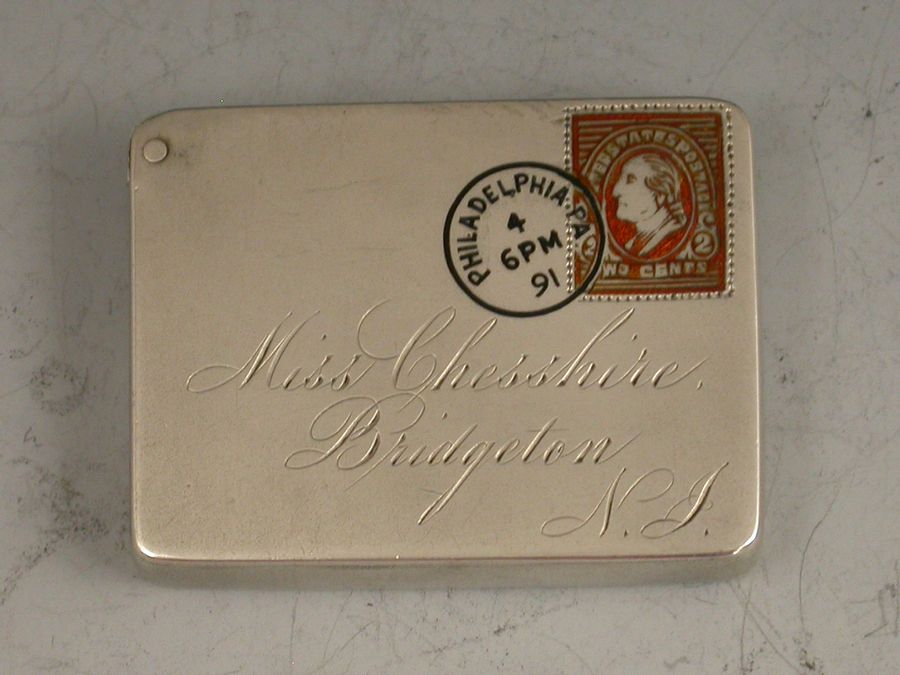 UNITED STATES POSTAGE
2
TWO CENTS
PHILADELPHIA.PA
4
6PM
91
Miss Chesshire.
Bridgeton
N.J.